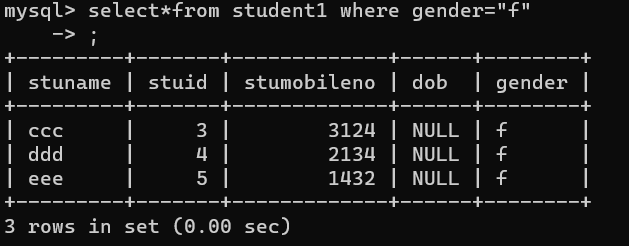 mysql> select*from student1 where gender="f"
    -> ;
+---------+-------+-------------+------+--------+
| stuname | stuid | stumobileno | dob  | gender |
+---------+-------+-------------+------+--------+
| ccc     |     3 |        3124 | NULL | f      |
| ddd     |     4 |        2134 | NULL | f      |
| eee     |     5 |        1432 | NULL | f      |
+---------+-------+-------------+------+--------+
3 rows in set (0.00 sec)